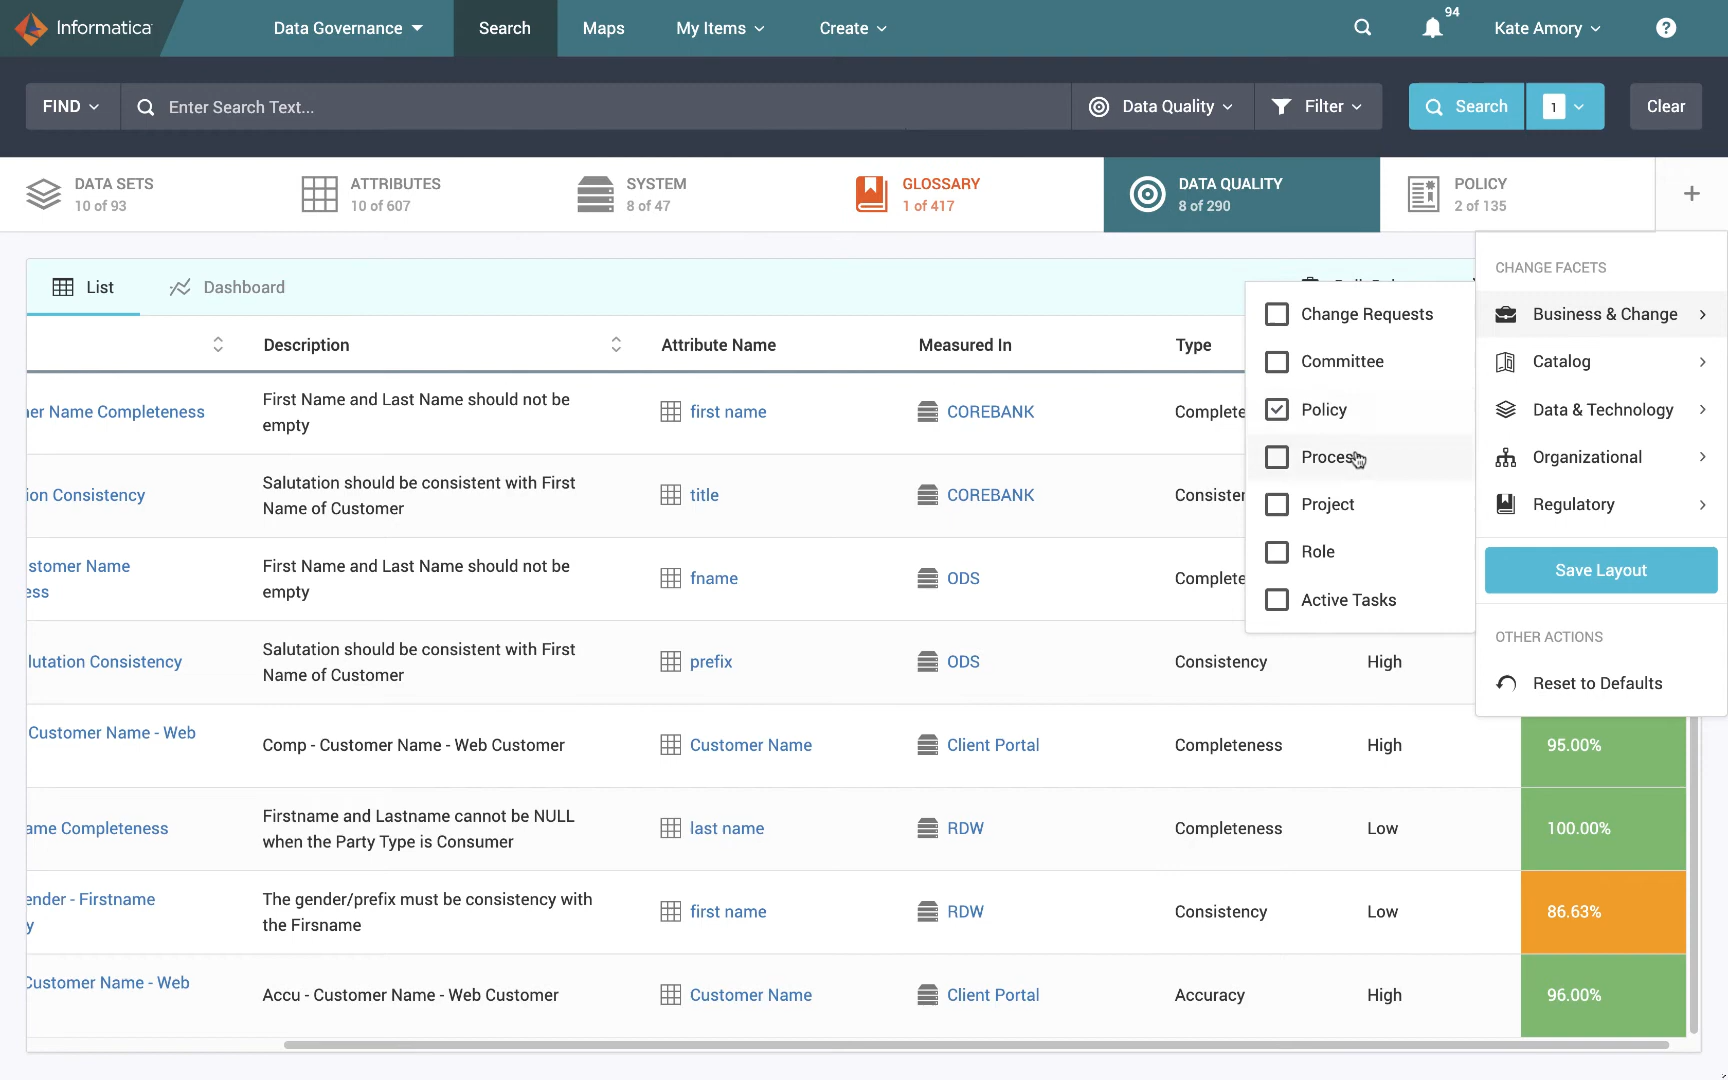 Informatica
Data Governance
Search
Maps
My Items
Create
94
Kate Amory
?
FIND
Enter Search Text...
Data Quality
Filter
Search
1
Clear
DATA SETS
10 of 93
ATTRIBUTES
10 of 607
SYSTEM
8 of 47
GLOSSARY
1 of 417
DATA QUALITY
8 of 290
POLICY
2 of 135
+
List
Dashboard
CHANGE FACETS
Business & Change
Catalog
Data & Technology
Organizational
Regulatory
Save Layout
OTHER ACTIONS
Reset to Defaults
Change Requests
Committee
Policy
Process
Project
Role
Active Tasks
Description
Attribute Name
Measured In
Type
er Name Completeness
First Name and Last Name should not be
empty
first name
COREBANK
Complete
ion Consistency
Salutation should be consistent with First
Name of Customer
title
COREBANK
Consister
stomer Name
ess
First Name and Last Name should not be
empty
fname
ODS
Complete
lutation Consistency
Salutation should be consistent with First
Name of Customer
prefix
ODS
Consistency
High
Customer Name - Web
Comp - Customer Name - Web Customer
Customer Name
Client Portal
Completeness
High
95.00%
ame Completeness
Firstname and Lastname cannot be NULL
when the Party Type is Consumer
last name
RDW
Completeness
Low
100.00%
ender - Firstname
y
The gender/prefix must be consistency with
the Firsname
first name
RDW
Consistency
Low
86.63%
Customer Name - Web
Accu - Customer Name - Web Customer
Customer Name
Client Portal
Accuracy
High
96.00%